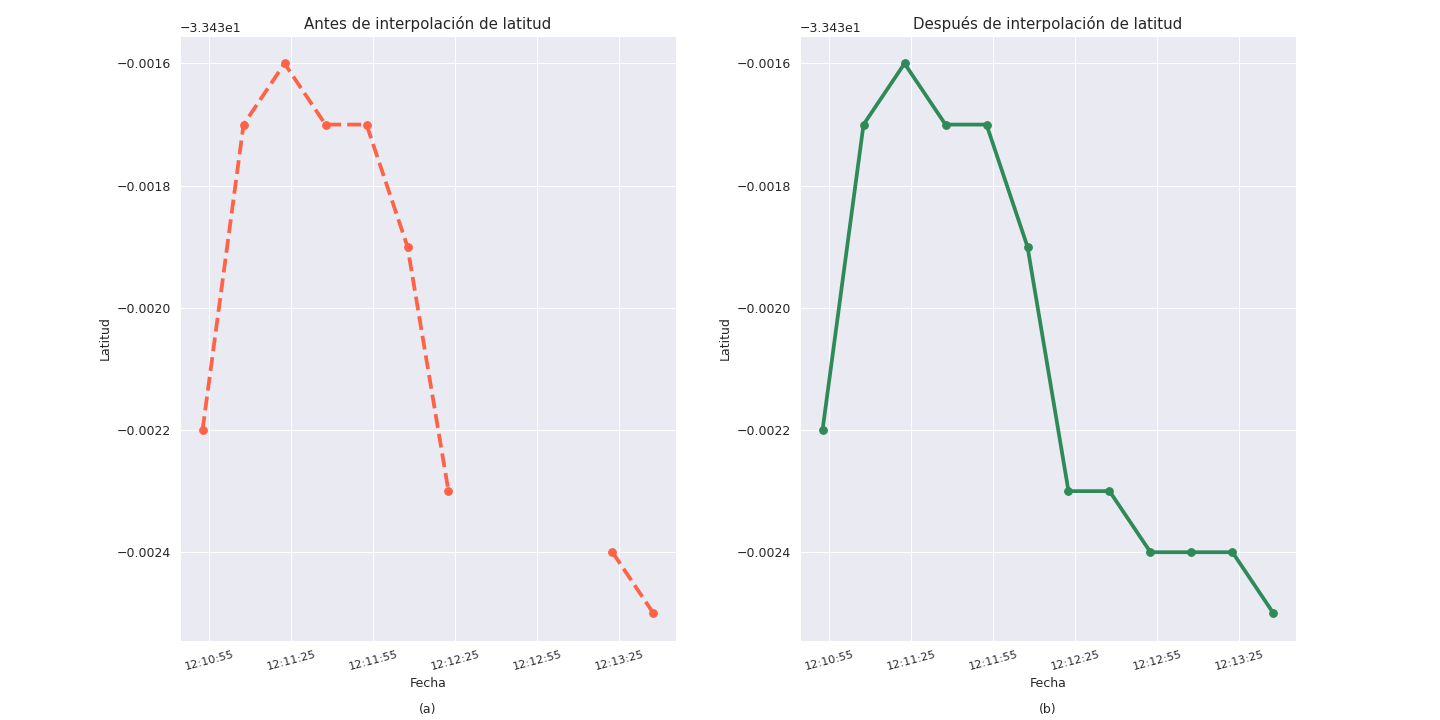 Antes de interpolación de latitud
−3.343e1
−0.0016
−0.0018
−0.0020
−0.0022
−0.0024
Latitud
12:10:55
12:11:25
12:11:55
12:12:25
12:12:55
12:13:25
Fecha
(a)
Después de interpolación de latitud
−3.343e1
−0.0016
−0.0018
−0.0020
−0.0022
−0.0024
Latitud
12:10:55
12:11:25
12:11:55
12:12:25
12:12:55
12:13:25
Fecha
(b)